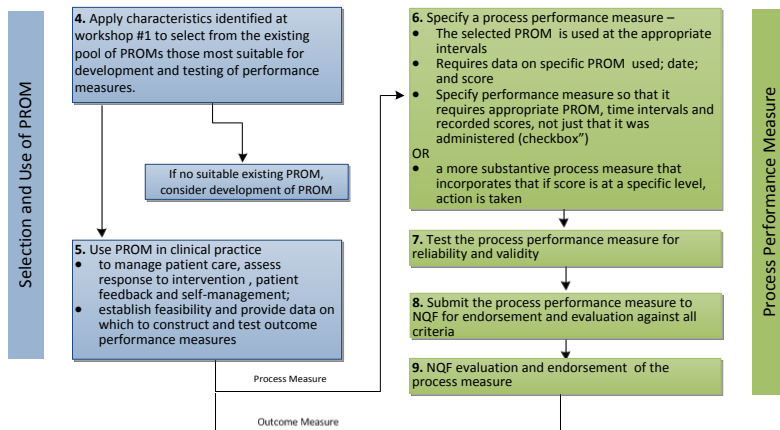 Selection and Use of PROM
4. Apply characteristics identified at
workshop #1 to select from the existing
pool of PROMs those most suitable for
development and testing of performance
measures.
If no suitable existing PROM,
consider development of PROM
5. Use PROM in clinical practice
• to manage patient care, assess
response to intervention , patient
feedback and self-management;
• establish feasibility and provide data on
which to construct and test outcome
performance measures
Process Measure
Outcome Measure
6. Specify a process performance measure –
• The selected PROM is used at the appropriate
intervals
• Requires data on specific PROM used; date;
and score
• Specify performance measure so that it
requires appropriate PROM, time intervals and
recorded scores, not just that it was
administered (checkbox”)
OR
• a more substantive process measure that
incorporates that if score is at a specific level,
action is taken
7. Test the process performance measure for
reliability and validity
8. Submit the process performance measure to
NQF for endorsement and evaluation against all
criteria
9. NQF evaluation and endorsement of the
process measure
Process Performance Measure